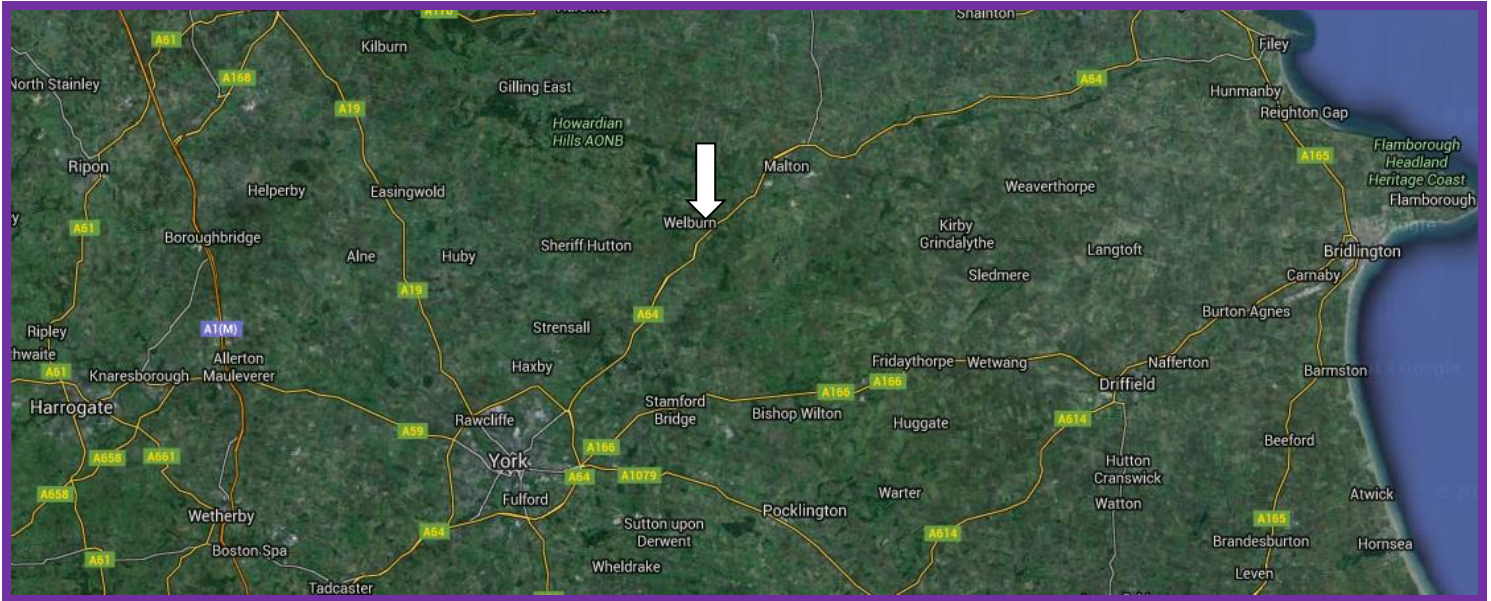 A170
Snainton
A61
Kilburn
Filey
North Stainley
A168
Gilling East
A64
Hunmanby
A19
Reighton Gap
Howardian
Hills AONB
Flamborough
Headland
Heritage Coast
A165
Ripon
Malton
Helperby
Easingwold
Weaverthorpe
Flamborough
A61
Welburn
Kirby
Grindalythe
Boroughbridge
Sheriff Hutton
Langtoft
Bridlington
Alne
Huby
Sledmere
Carnaby
A19
A64
Burton Agnes
Ripley
A1(M)
Strensall
thwaite
Allerton
Mauleverer
Haxby
Fridaythorpe
Wetwang
Nafferton
A61
Knaresborough
Barmston
A166
A166
Driffield
Harrogate
Stamford
Bridge
Bishop Wilton
Rawcliffe
Huggate
A614
A59
Beeford
A658
A661
York
A166
A64
A1079
Hutton
Cranswick
A658
Fulford
Warter
Watton
Atwick
Wetherby
Pocklington
A165
Sutton upon
Derwent
A64
A614
Brandesburton
Hornsea
A61
Boston Spa
Wheldrake
Leven
Tadcaster